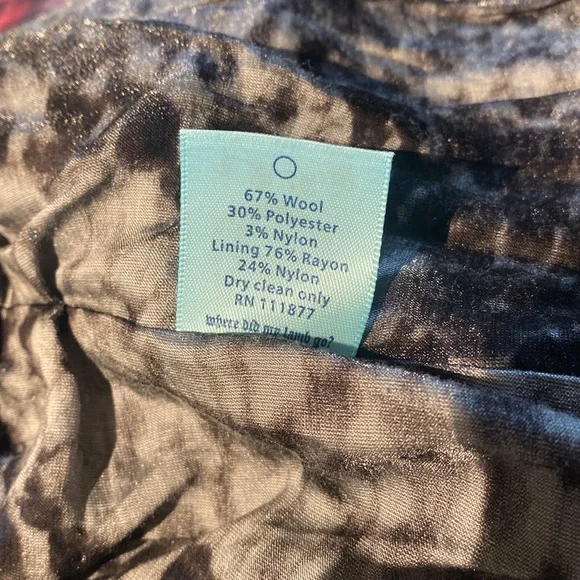 67% Wool
30% Polyester
3% Nylon
Lining 76% Rayon
24% Nylon
Dry clean only
RN 111877
where did my lamb go?